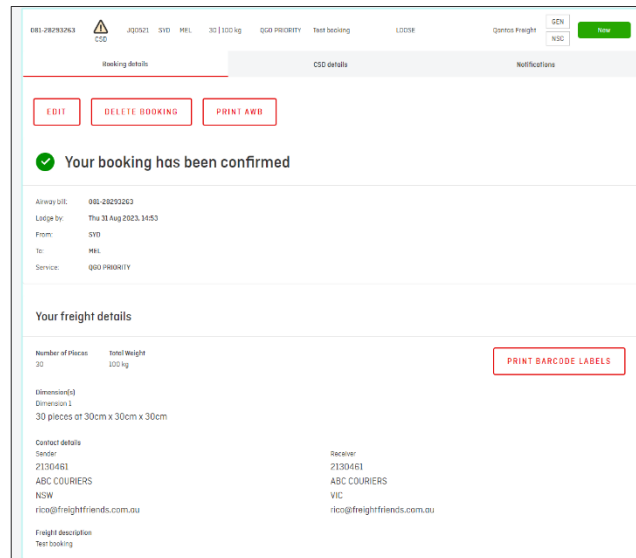 081-28293263 CSD JQ0521 SYD MEL 30 | 100 kg QGO PRIORITY Test booking LOOSE Qantas Freight GEN NSC New
Booking details CSD details Notifications
EDIT DELETE BOOKING PRINT AWB
Your booking has been confirmed
Airway bill: 081-28293263
Lodge by: Thu 31 Aug 2023, 14:53
From: SYD
To: MEL
Service: QGO PRIORITY
Your freight details
Number of Pieces Total Weight
30 100 kg
PRINT BARCODE LABELS
Dimension(s)
Dimension 1
30 pieces at 30cm x 30cm x 30cm
Contact details
Sender Receiver
2130461 2130461
ABC COURIERS ABC COURIERS
NSW VIC
rico@freightfriends.com.au rico@freightfriends.com.au
Freight description
Test booking